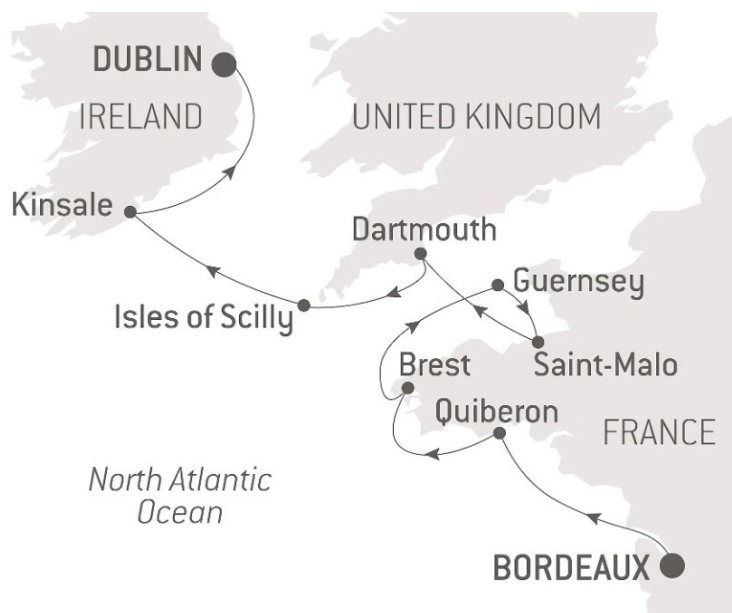 DUBLIN
IRELAND
UNITED KINGDOM
Kinsale
Dartmouth
Guernsey
Isles of Scilly
Brest
Saint-Malo
Quiberon
FRANCE
North Atlantic
Ocean
BORDEAUX